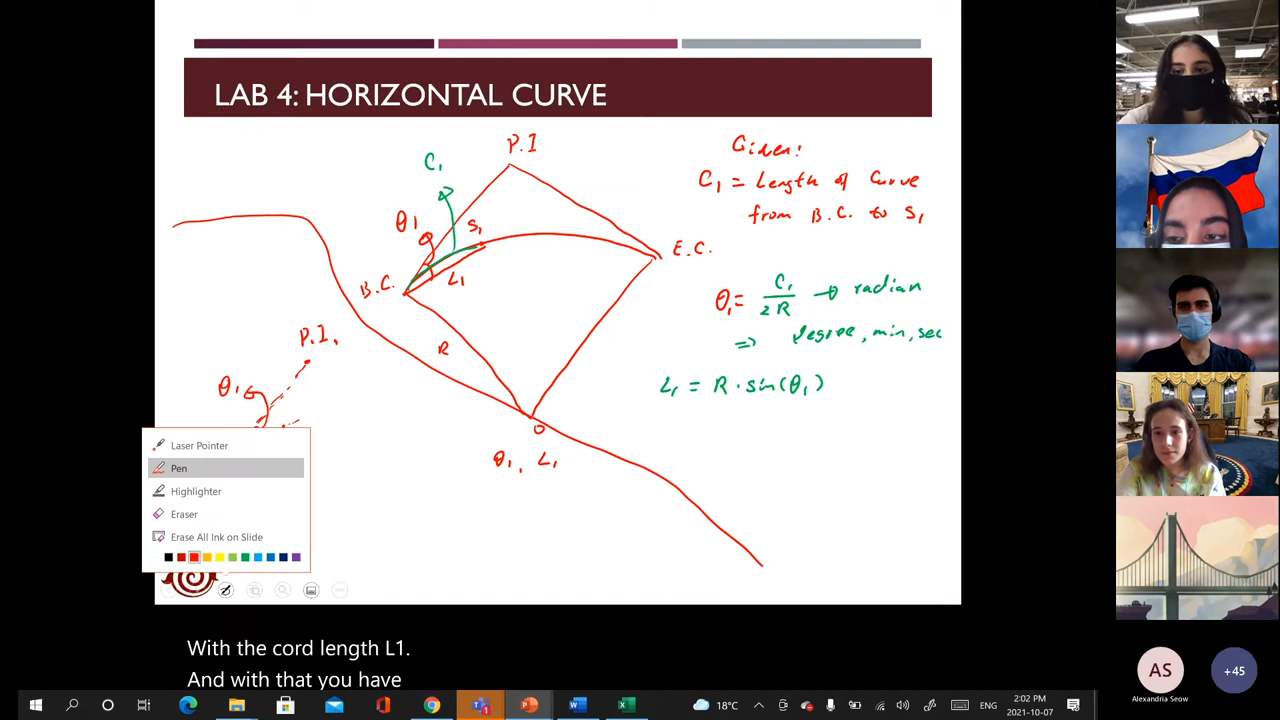 LAB 4: HORIZONTAL CURVE
P.I
C1
Given:
C1 = Length of Curve
from B.C. to S1
θ1
S1
E.C.
B.C.
L1
θ1 = C1 / 2R → radian
⇒ degree, min, sec
P.I.
R
L1 = R · sin(θ1)
θ1
O
θ1, L1
Laser Pointer
Pen
Highlighter
Eraser
Erase All Ink on Slide
With the cord length L1.
And with that you have
AS
+45
Alexandria Seow
18°C
ENG
2:02 PM
2021-10-07